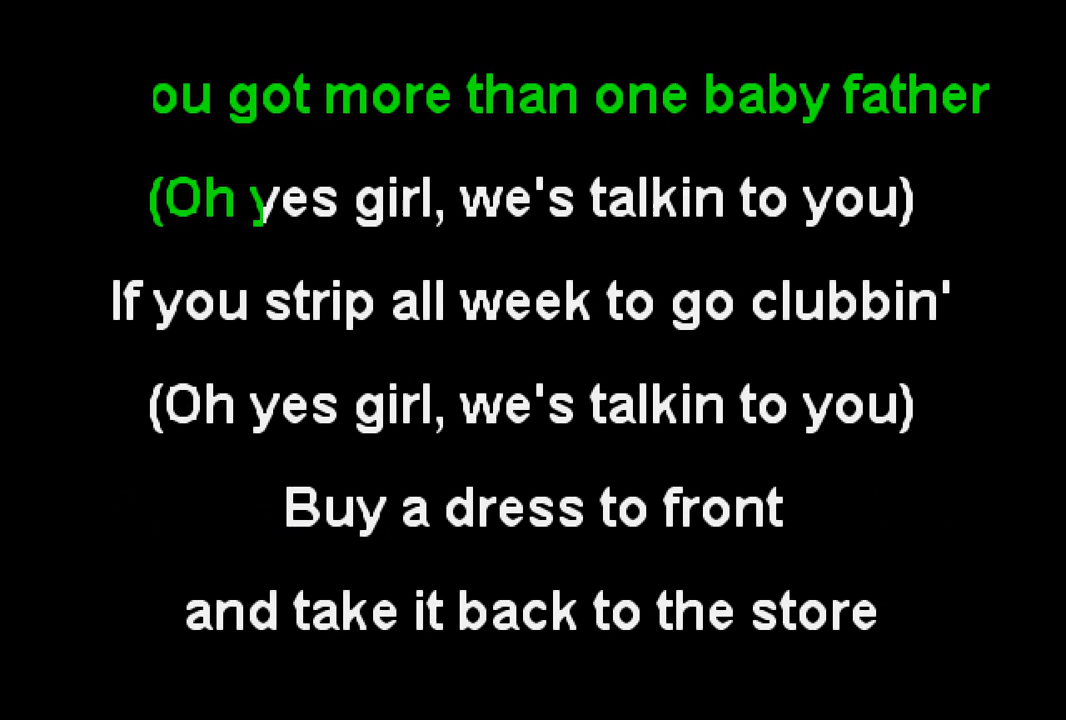 ou got more than one baby father
(Oh yes girl, we's talkin to you)
If you strip all week to go clubbin'
(Oh yes girl, we's talkin to you)
Buy a dress to front
and take it back to the store